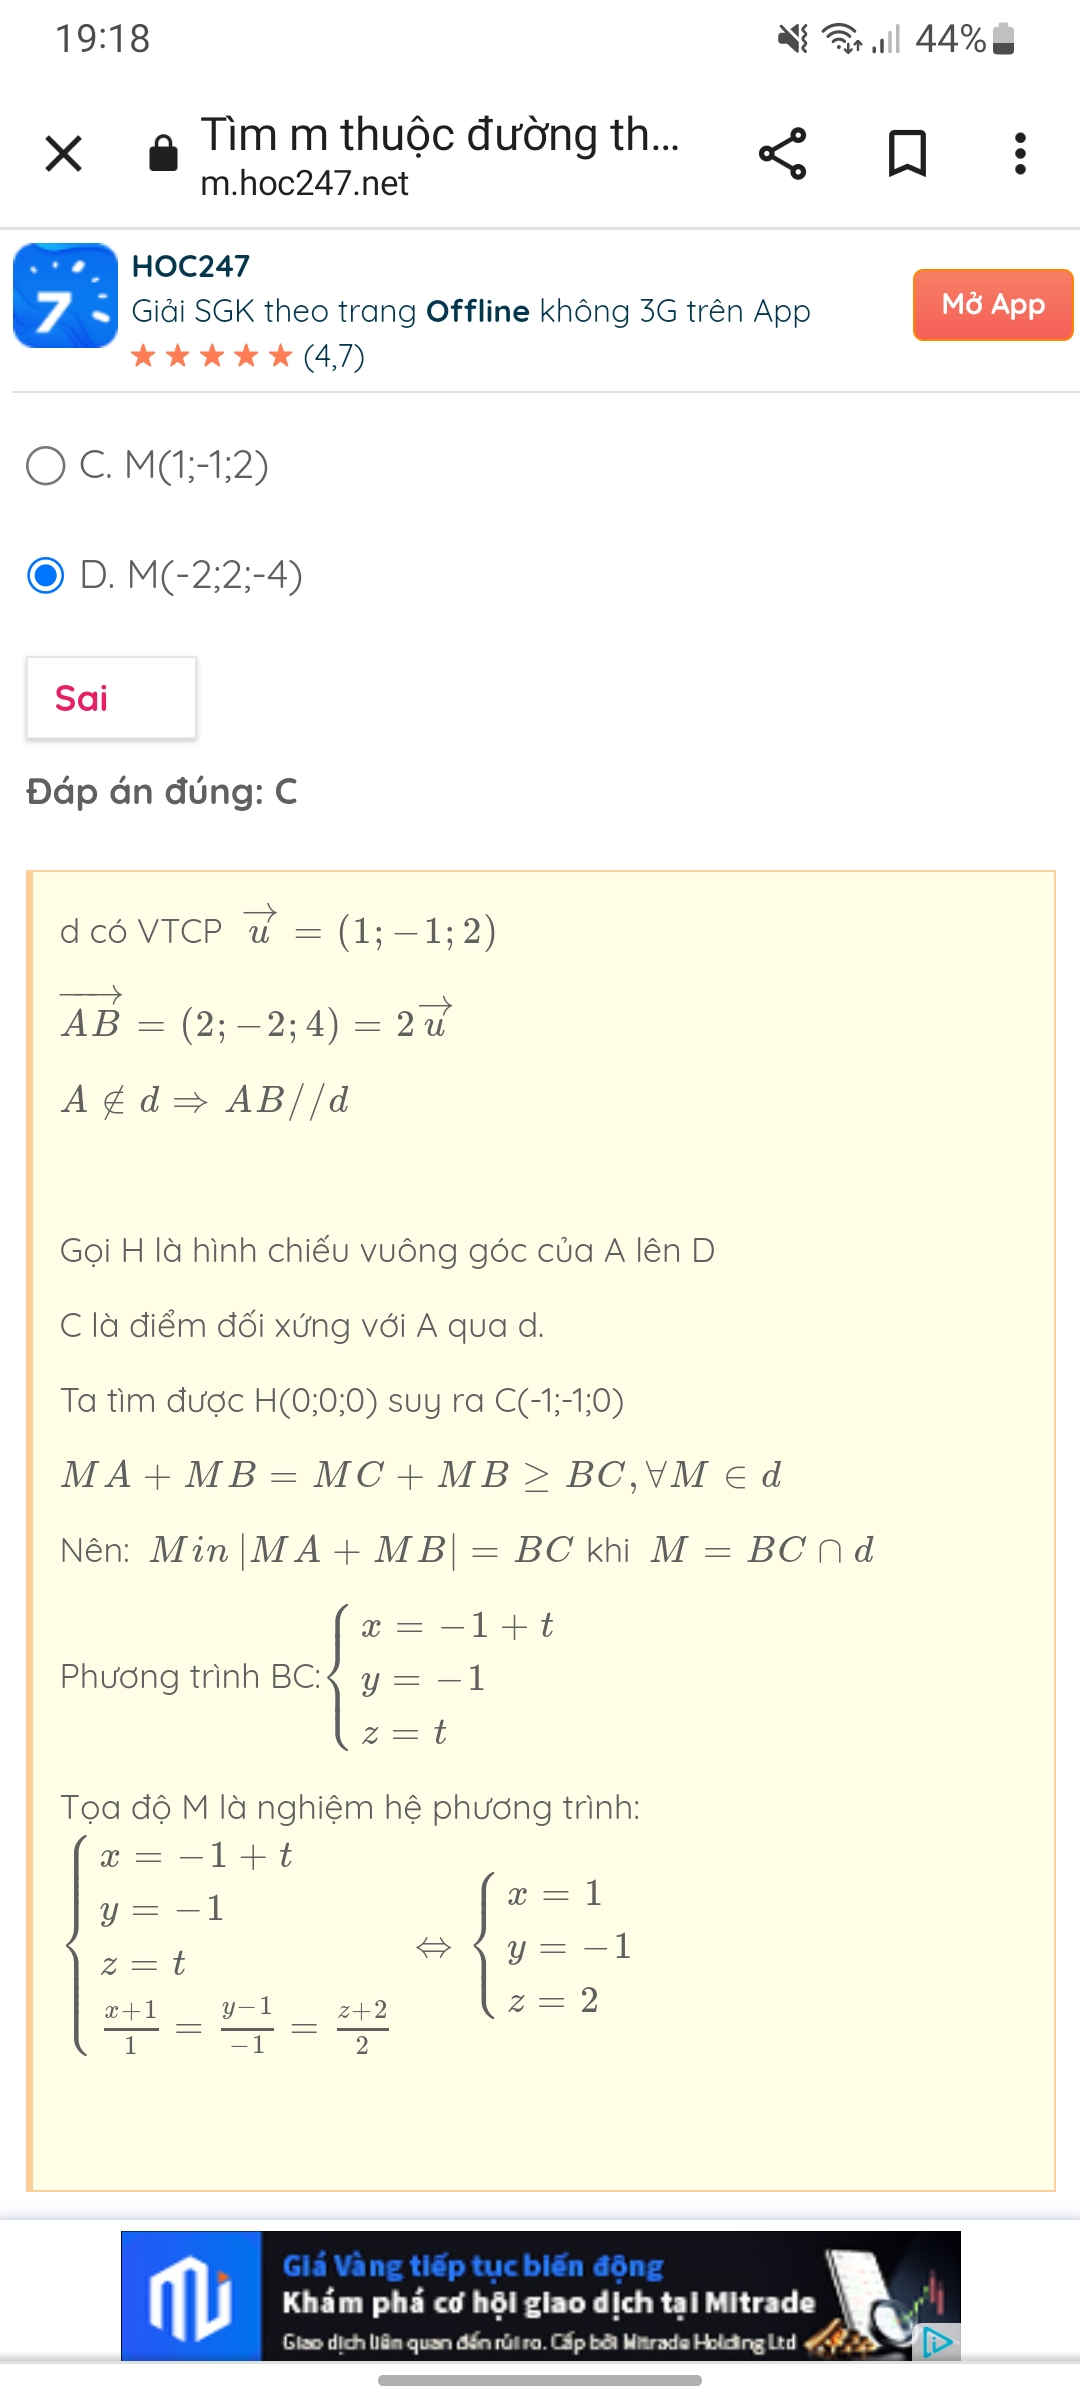 19:18
44%
Tìm m thuộc đường th...
m.hoc247.net
HOC247
Giải SGK theo trang Offline không 3G trên App
(4,7)
Mở App
C. M(1;-1;2)
D. M(-2;2;-4)
Sai
Đáp án đúng: C
d có VTCP $\overrightarrow{u} = (1; -1; 2)$
$\overrightarrow{AB} = (2; -2; 4) = 2\overrightarrow{u}$
$A \notin d \Rightarrow AB//d$
Gọi H là hình chiếu vuông góc của A lên D
C là điểm đối xứng với A qua d.
Ta tìm được H(0;0;0) suy ra C(-1;-1;0)
$MA + MB = MC + MB \geq BC, \forall M \in d$
Nên: $Min |MA + MB| = BC$ khi $M = BC \cap d$
Phương trình BC: $\begin{cases} x = -1 + t \\ y = -1 \\ z = t \end{cases}$
Tọa độ M là nghiệm hệ phương trình:
$\begin{cases} x = -1 + t \\ y = -1 \\ z = t \\ \frac{x+1}{1} = \frac{y-1}{-1} = \frac{z+2}{2} \end{cases} \Leftrightarrow \begin{cases} x = 1 \\ y = -1 \\ z = 2 \end{cases}$
Giá Vàng tiếp tục biến động
Khám phá cơ hội giao dịch tại Mitrade
Giao dịch liên quan đến rủi ro. Cấp bởi Mitrade Holding Ltd